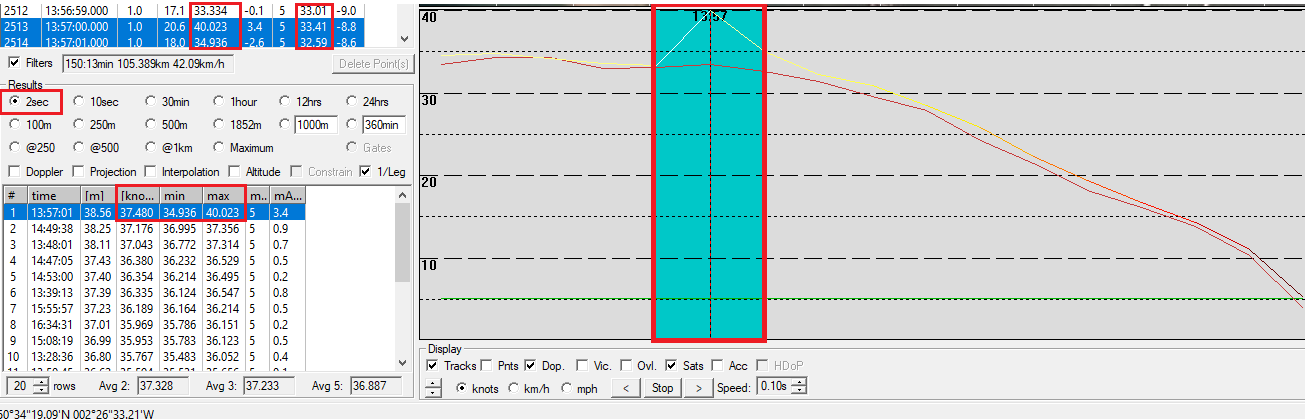 2512 13:56:59.000 1.0 17.1 33.334 -0.1 5 33.01 -9.0
2513 13:57:00.000 1.0 20.6 40.023 3.4 5 33.41 -8.8
2514 13:57:01.000 1.0 18.0 34.936 -2.6 5 32.59 -8.6
Filters 150:13min 105.389km 42.09km/h Delete Point(s)
Results
2sec 10sec 30min 1hour 12hrs 24hrs
100m 250m 500m 1852m 1000m 360min
@250 @500 @1km Maximum Gates
Doppler Projection Interpolation Altitude Constrain 1/Leg
# time [m] [kno... min max m.. mA...
1 13:57:01 38.56 37.480 34.936 40.023 5 3.4
2 14:49:38 38.25 37.176 36.995 37.356 5 0.9
3 13:48:01 38.11 37.043 36.772 37.314 5 0.7
4 14:47:05 37.43 36.380 36.232 36.529 5 0.5
5 14:53:00 37.40 36.354 36.214 36.495 5 0.2
6 13:39:13 37.39 36.335 36.124 36.547 5 0.8
7 15:55:57 37.23 36.189 36.164 36.214 5 0.5
8 16:34:31 37.01 35.969 35.786 36.151 5 0.2
9 15:08:19 36.99 35.953 35.783 36.123 5 0.5
10 13:28:36 36.80 35.767 35.483 36.052 5 0.4
20 rows Avg 2: 37.328 Avg 3: 37.233 Avg 5: 36.887
13:57
40
30
20
10
Display
Tracks Pnts Dop. Vic. Ovl. Sats Acc HDoP
knots km/h mph < Stop > Speed: 0.10s
50°34"19.09'N 002°26"33.21'W